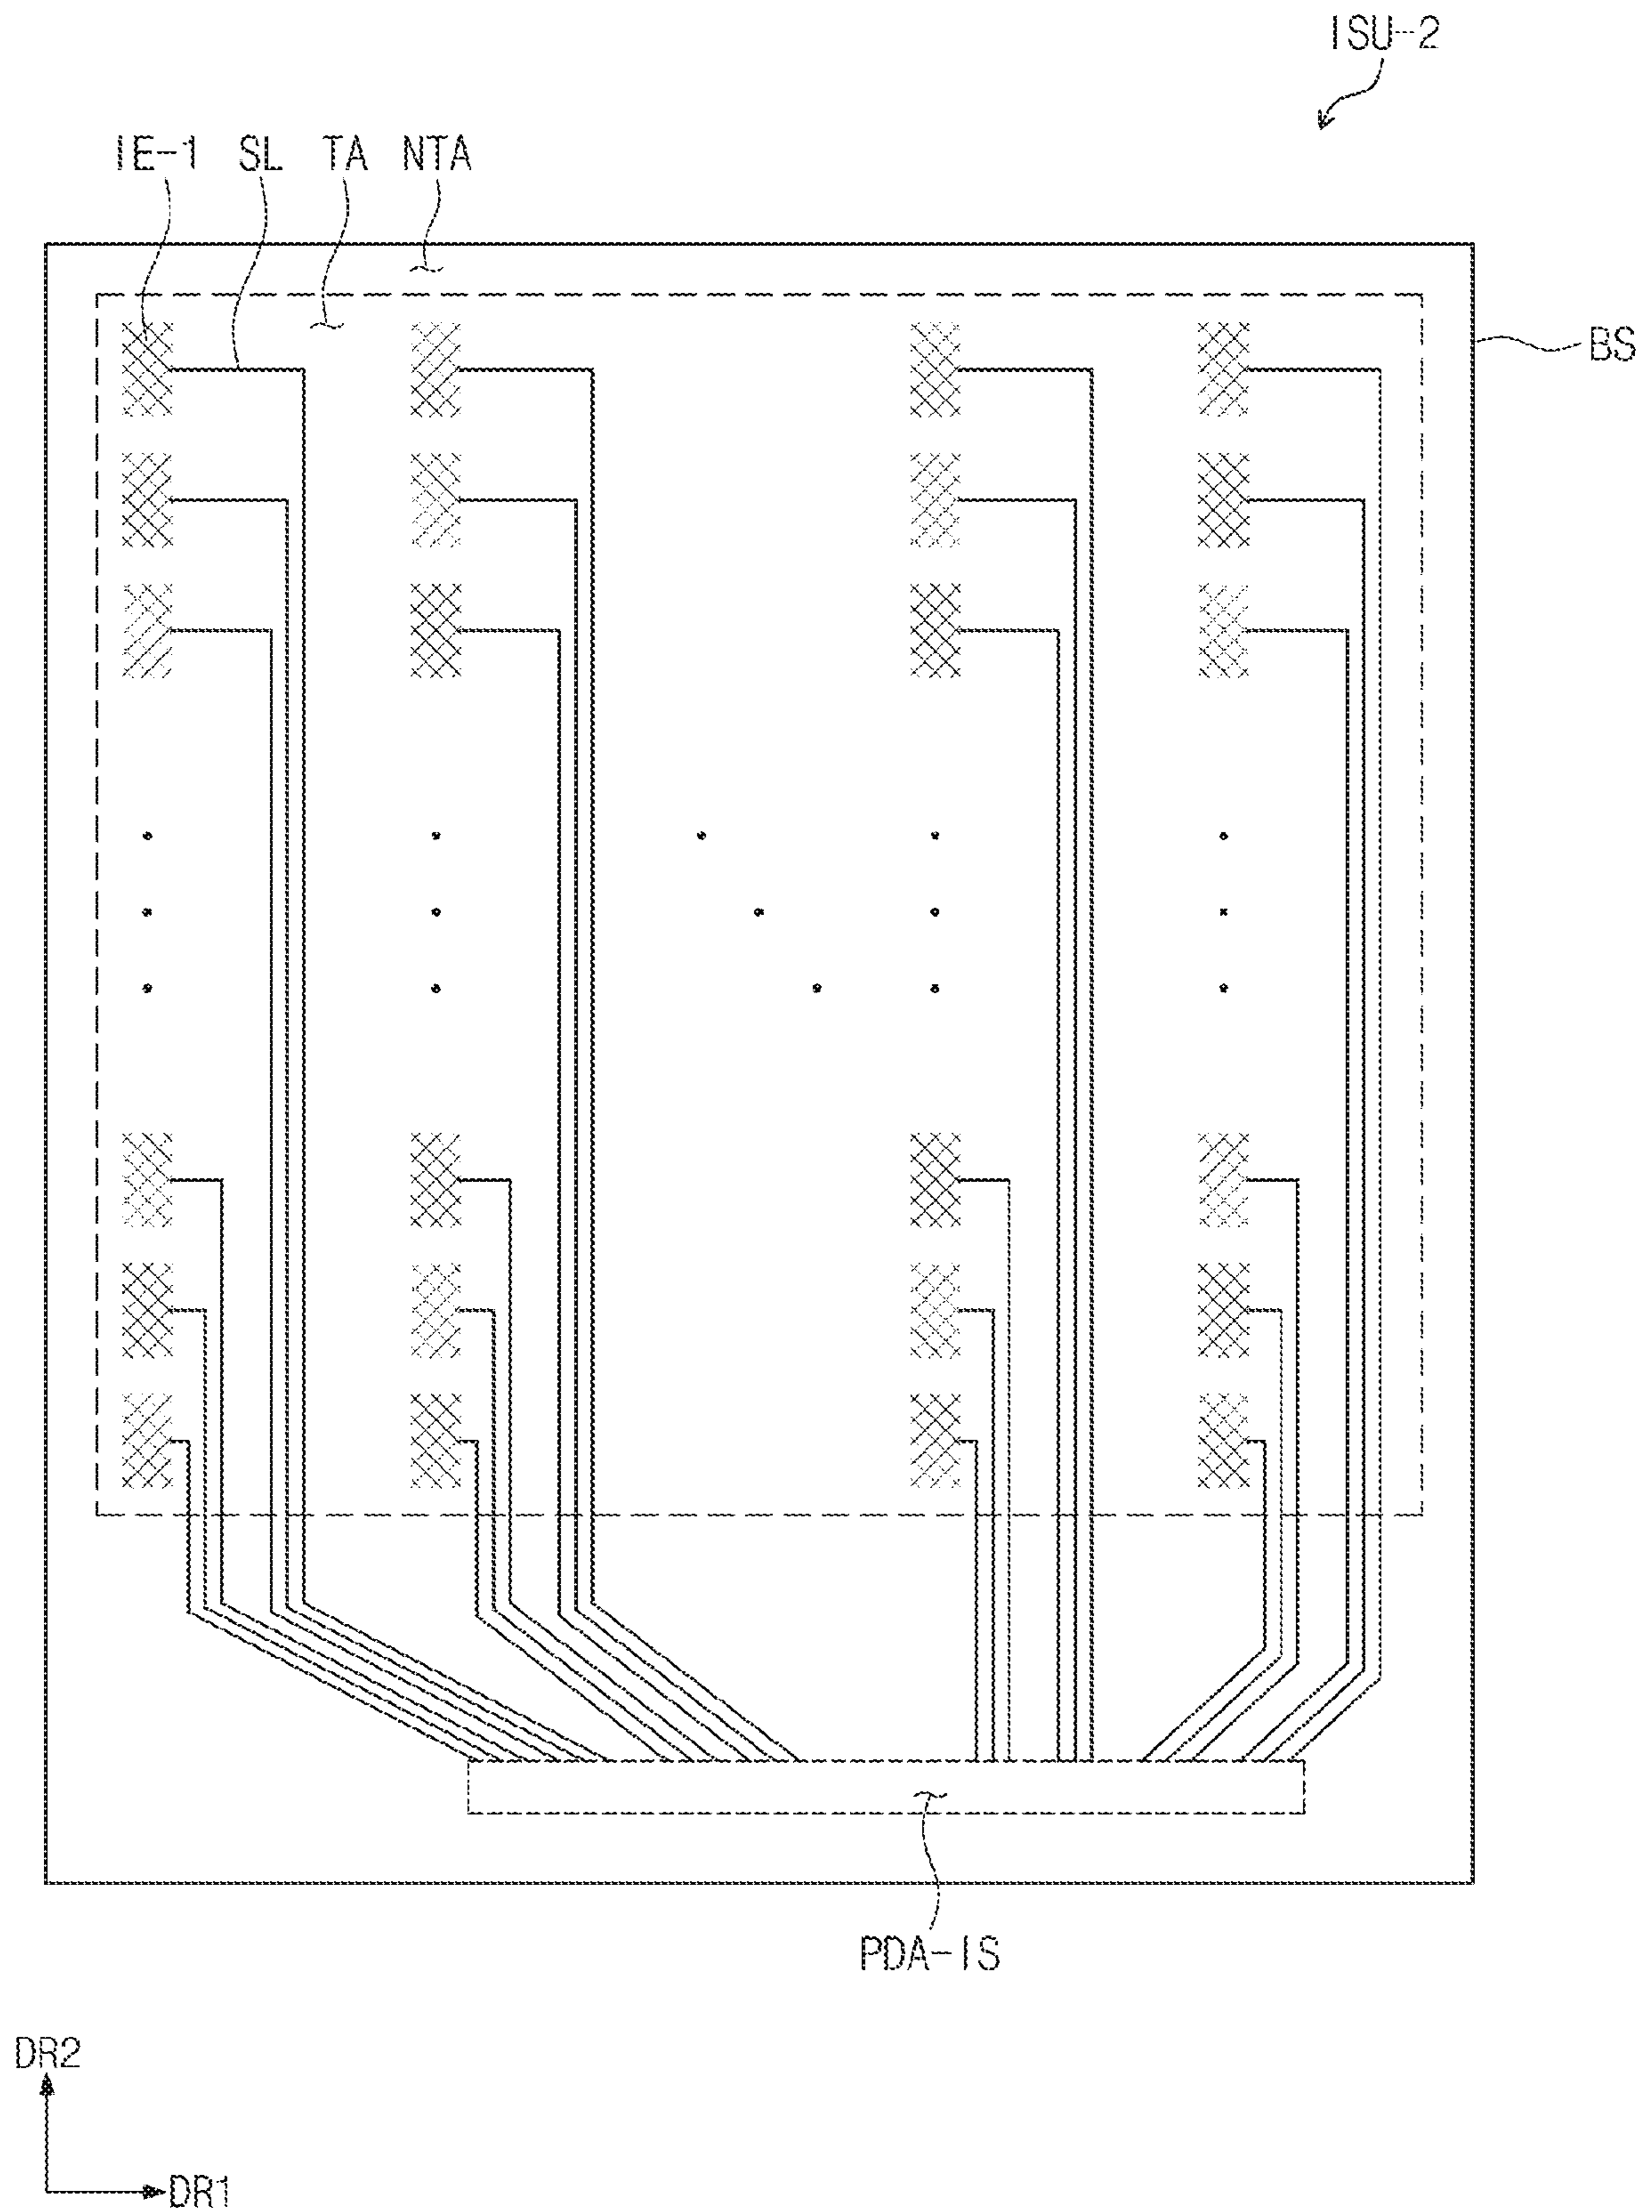 ISU-2
IE-1 SL TA NTA
BS
PDA-IS
DR2
DR1